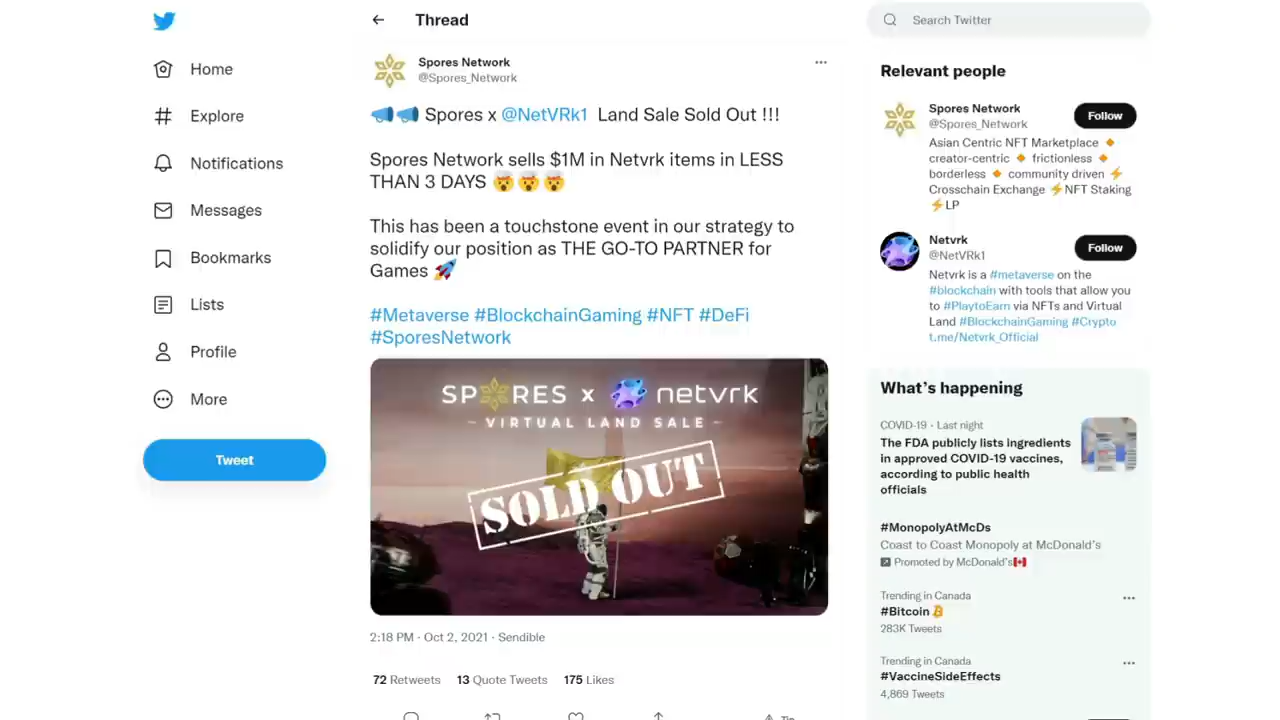 Home
Explore
Notifications
Messages
Bookmarks
Lists
Profile
More
Tweet
Thread
Spores Network
@Spores_Network
📣📣 Spores x @NetVRk1 Land Sale Sold Out !!!
Spores Network sells $1M in Netvrk items in LESS
THAN 3 DAYS 🤯🤯🤯
This has been a touchstone event in our strategy to
solidify our position as THE GO-TO PARTNER for
Games 🚀
#Metaverse #BlockchainGaming #NFT #DeFi
#SporesNetwork
SPORES x netvrk
- VIRTUAL LAND SALE -
SOLD OUT
2:18 PM · Oct 2, 2021 · Sendible
72 Retweets 13 Quote Tweets 175 Likes
Search Twitter
Relevant people
Spores Network
@Spores_Network
Follow
Asian Centric NFT Marketplace 🔸
creator-centric 🔸 frictionless 🔸
borderless 🔸 community driven ⚡
Crosschain Exchange ⚡NFT Staking
⚡LP
Netvrk
@NetVRk1
Follow
Netvrk is a #metaverse on the
#blockchain with tools that allow you
to #PlaytoEarn via NFTs and Virtual
Land #BlockchainGaming #Crypto
t.me/Netvrk_Official
What's happening
COVID-19 · Last night
The FDA publicly lists ingredients
in approved COVID-19 vaccines,
according to public health
officials
#MonopolyAtMcDs
Coast to Coast Monopoly at McDonald's
Promoted by McDonald's🇨🇦
Trending in Canada
#Bitcoin
283K Tweets
Trending in Canada
#VaccineSideEffects
4,869 Tweets